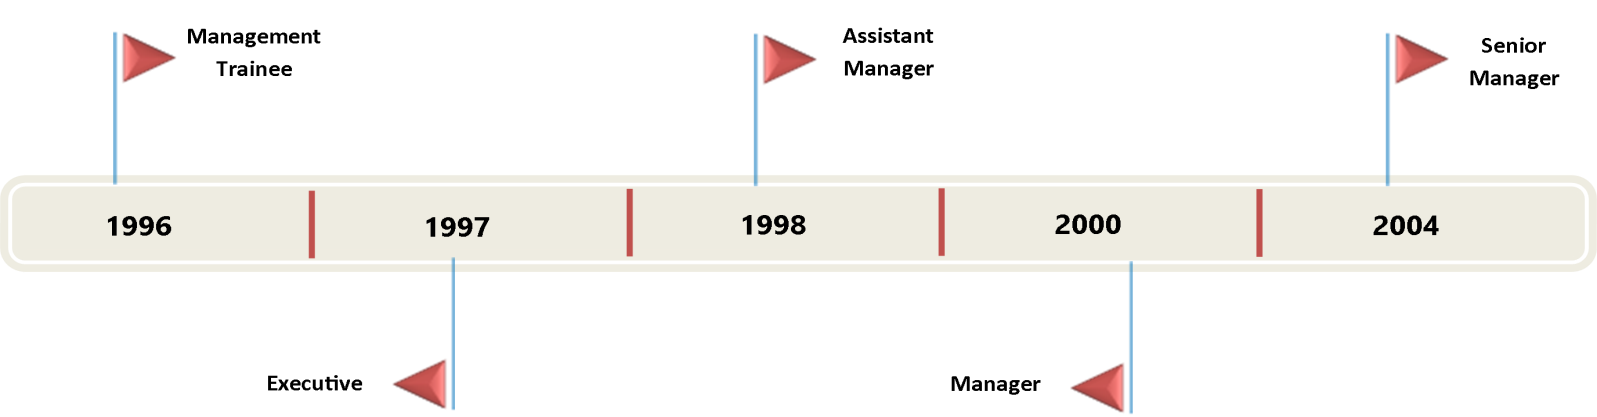 Management
Trainee
Assistant
Manager
Senior
Manager
1996
1997
1998
2000
2004
Executive
Manager